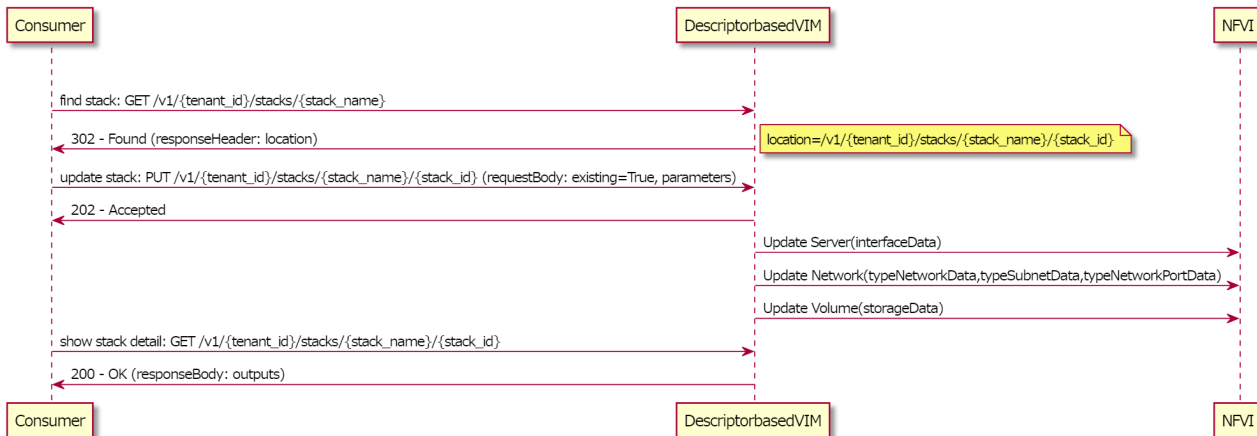 Consumer
DescriptorbasedVIM
NFVI
find stack: GET /v1/{tenant_id}/stacks/{stack_name}
302 - Found (responseHeader: location)
location=/v1/{tenant_id}/stacks/{stack_name}/{stack_id}
update stack: PUT /v1/{tenant_id}/stacks/{stack_name}/{stack_id} (requestBody: existing=True, parameters)
202 - Accepted
Update Server(interfaceData)
Update Network(typeNetworkData,typeSubnetData,typeNetworkPortData)
Update Volume(storageData)
show stack detail: GET /v1/{tenant_id}/stacks/{stack_name}/{stack_id}
200 - OK (responseBody: outputs)
Consumer
DescriptorbasedVIM
NFVI